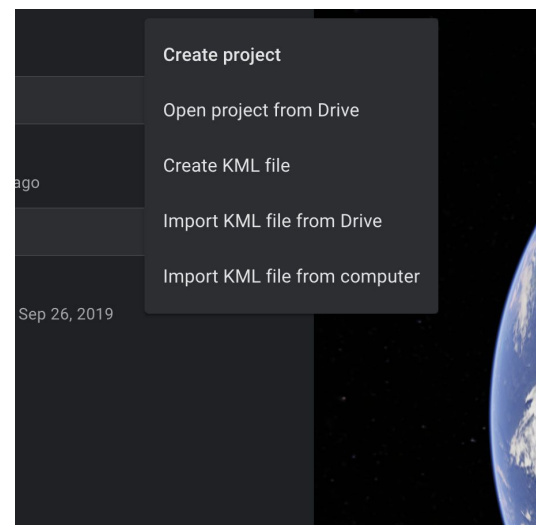 Create project
Open project from Drive
Create KML file
ago
Import KML file from Drive
Import KML file from computer
Sep 26, 2019